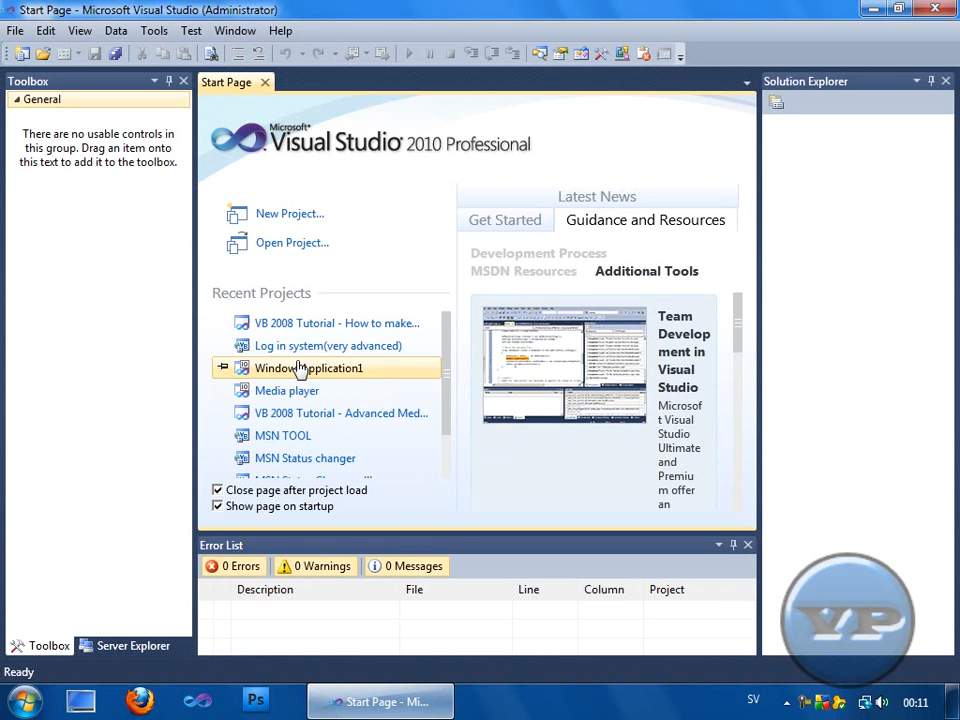 Start Page - Microsoft Visual Studio (Administrator)
File Edit View Data Tools Test Window Help
Toolbox
General
There are no usable controls in
this group. Drag an item onto
this text to add it to the toolbox.
Toolbox
Server Explorer
Start Page
Microsoft®
Visual Studio 2010 Professional
New Project...
Open Project...
Recent Projects
VB 2008 Tutorial - How to make...
Log in system(very advanced)
WindowsApplication1
Media player
VB 2008 Tutorial - Advanced Med...
MSN TOOL
MSN Status changer
Close page after project load
Show page on startup
Latest News
Get Started
Guidance and Resources
Development Process
MSDN Resources
Additional Tools
Team
Develop
ment in
Visual
Studio
Microsof
t Visual
Studio
Ultimate
and
Premiu
m offer
an
Solution Explorer
Error List
0 Errors
0 Warnings
0 Messages
Description File Line Column Project
VP
Ready
Ps
Start Page - Mi...
SV
00:11